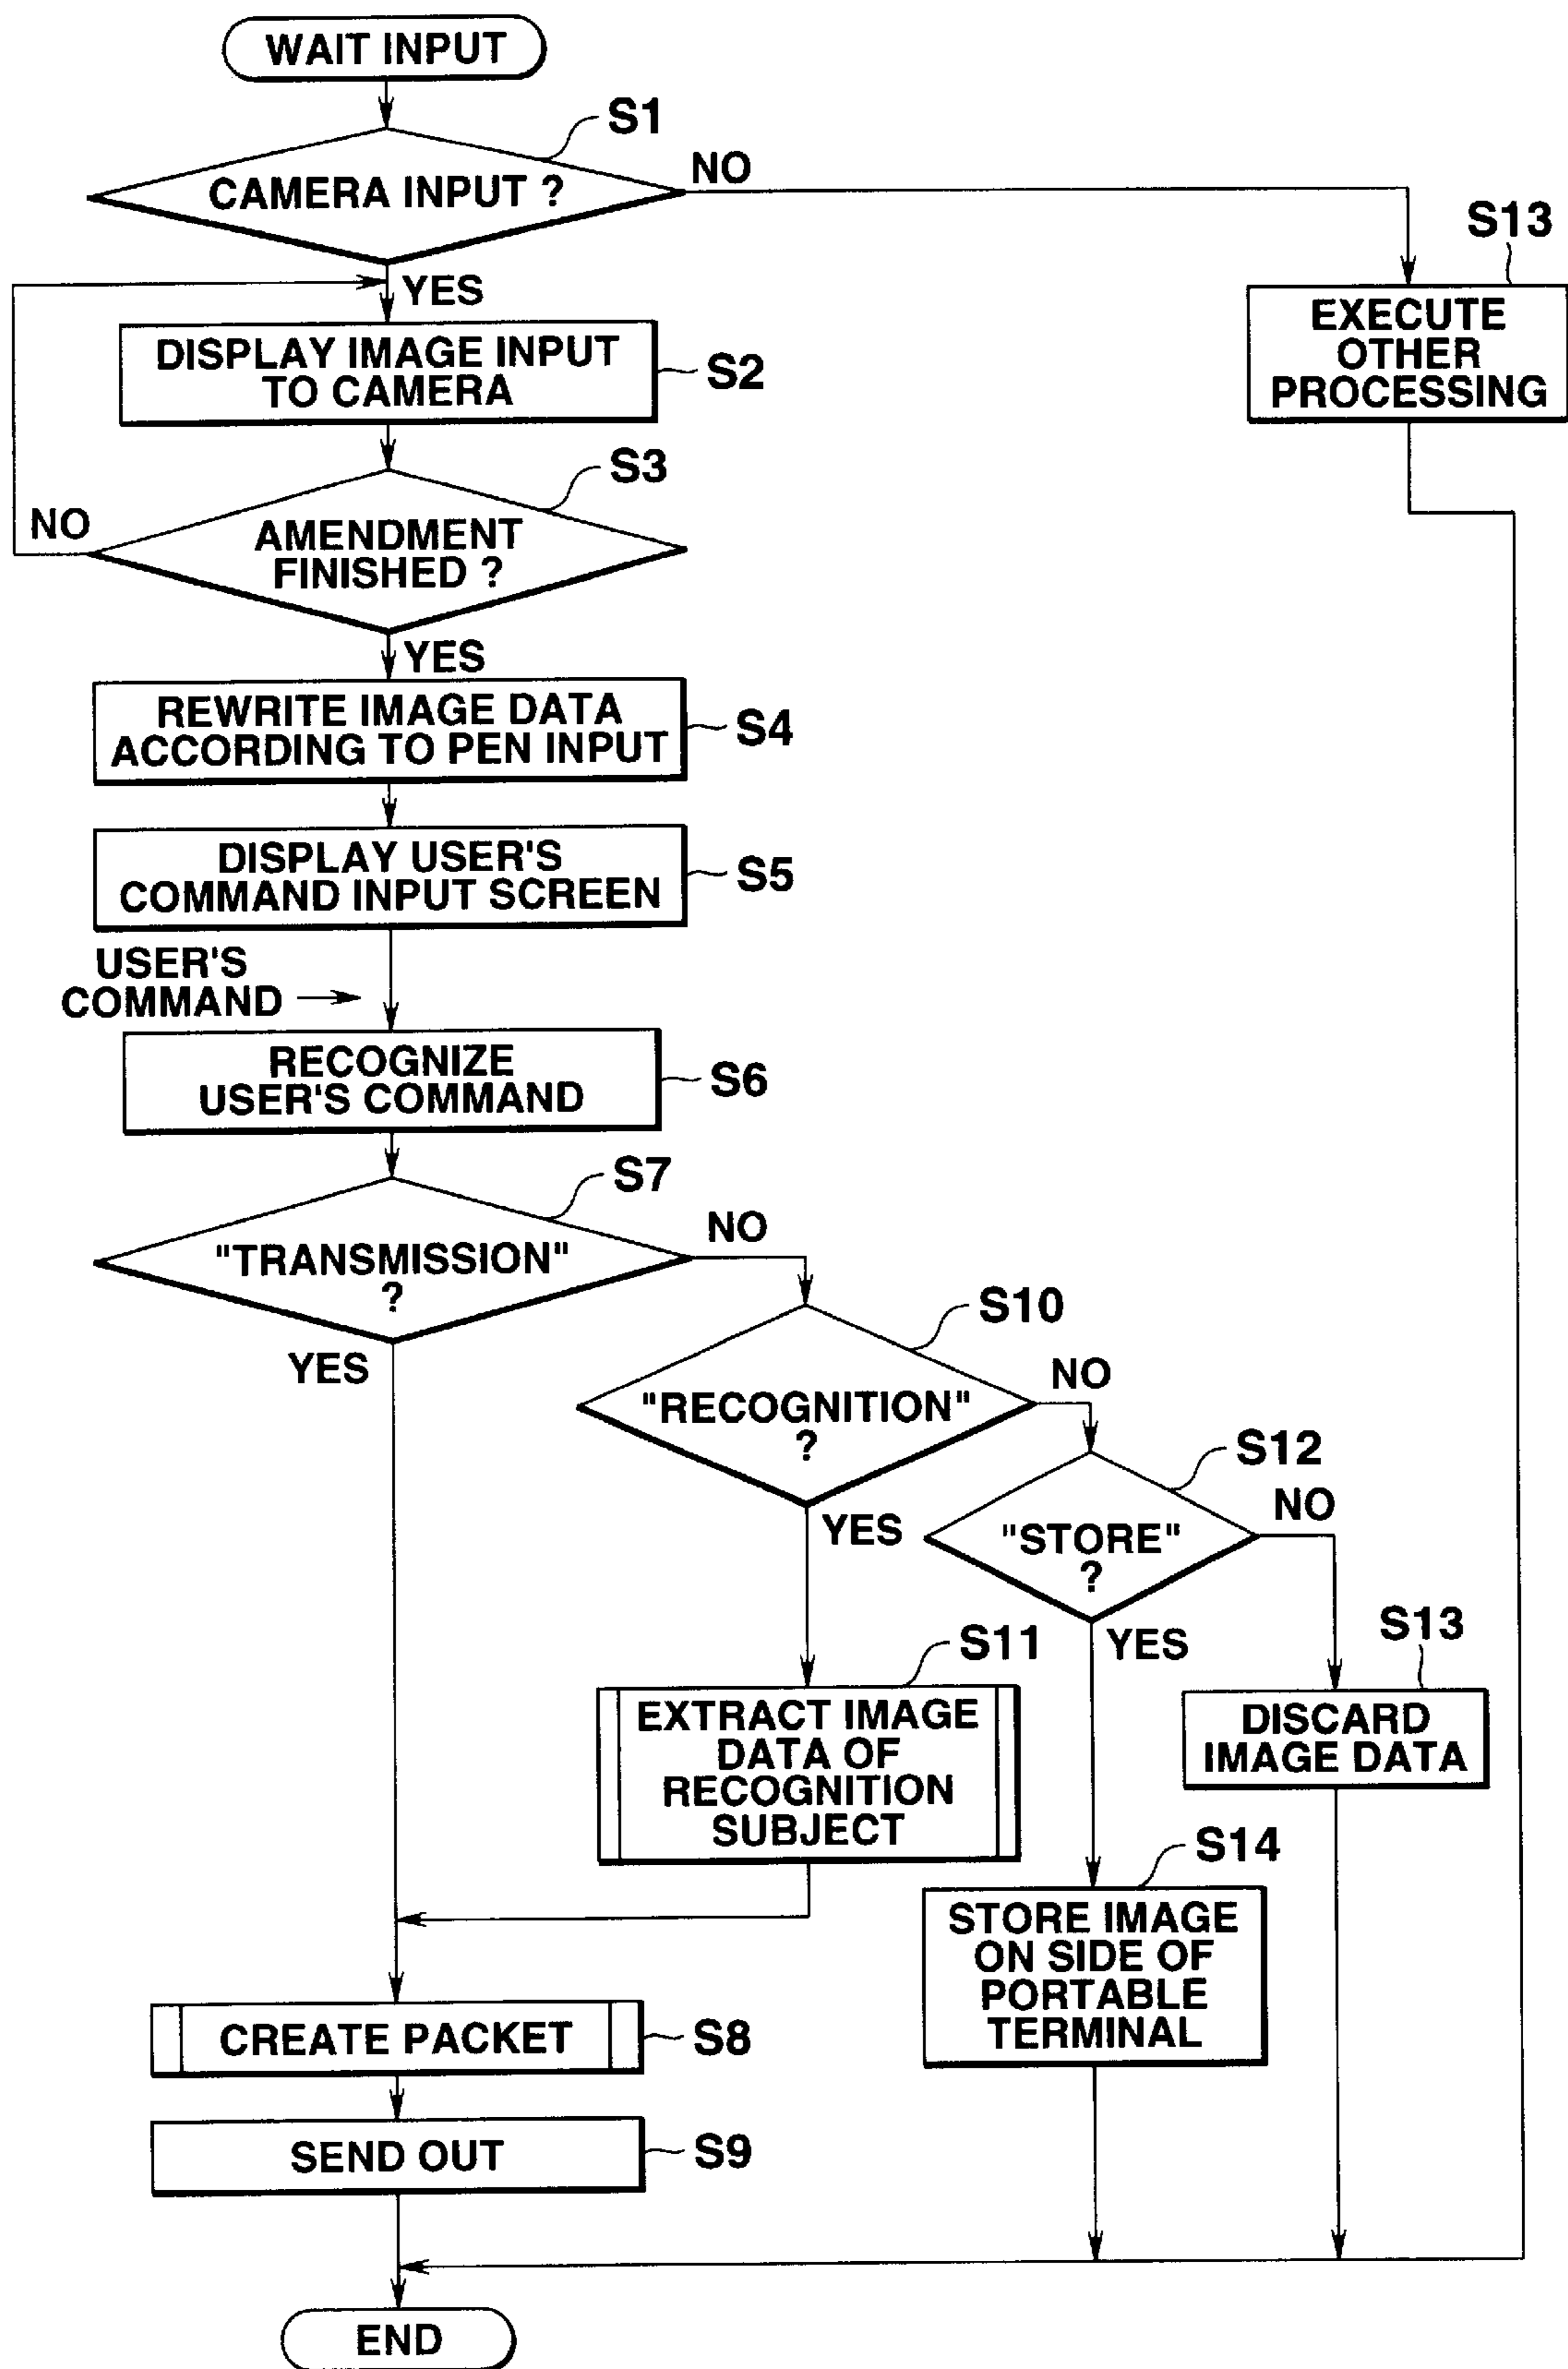 WAIT INPUT
S1
CAMERA INPUT ?
NO
S13
YES
EXECUTE
OTHER
PROCESSING
DISPLAY IMAGE INPUT
TO CAMERA
S2
S3
NO
AMENDMENT
FINISHED ?
YES
REWRITE IMAGE DATA
ACCORDING TO PEN INPUT
S4
DISPLAY USER'S
COMMAND INPUT SCREEN
S5
USER'S
COMMAND
RECOGNIZE
USER'S COMMAND
S6
S7
NO
"TRANSMISSION"
?
YES
S10
NO
"RECOGNITION"
?
YES
S12
NO
"STORE"
?
YES
S11
S13
EXTRACT IMAGE
DATA OF
RECOGNITION
SUBJECT
DISCARD
IMAGE DATA
S14
STORE IMAGE
ON SIDE OF
PORTABLE
TERMINAL
CREATE PACKET
S8
SEND OUT
S9
END